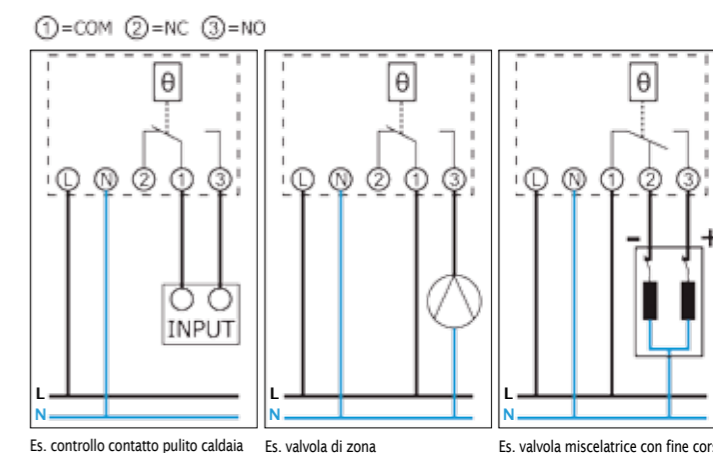 ①=COM ②=NC ③=NO
θ θ θ
L N 2 1 3 L N 2 1 3 L N 1 2 3
- +
INPUT
L L L
N N N
Es. controllo contatto pulito caldaia Es. valvola di zona Es. valvola miscelatrice con fine cors